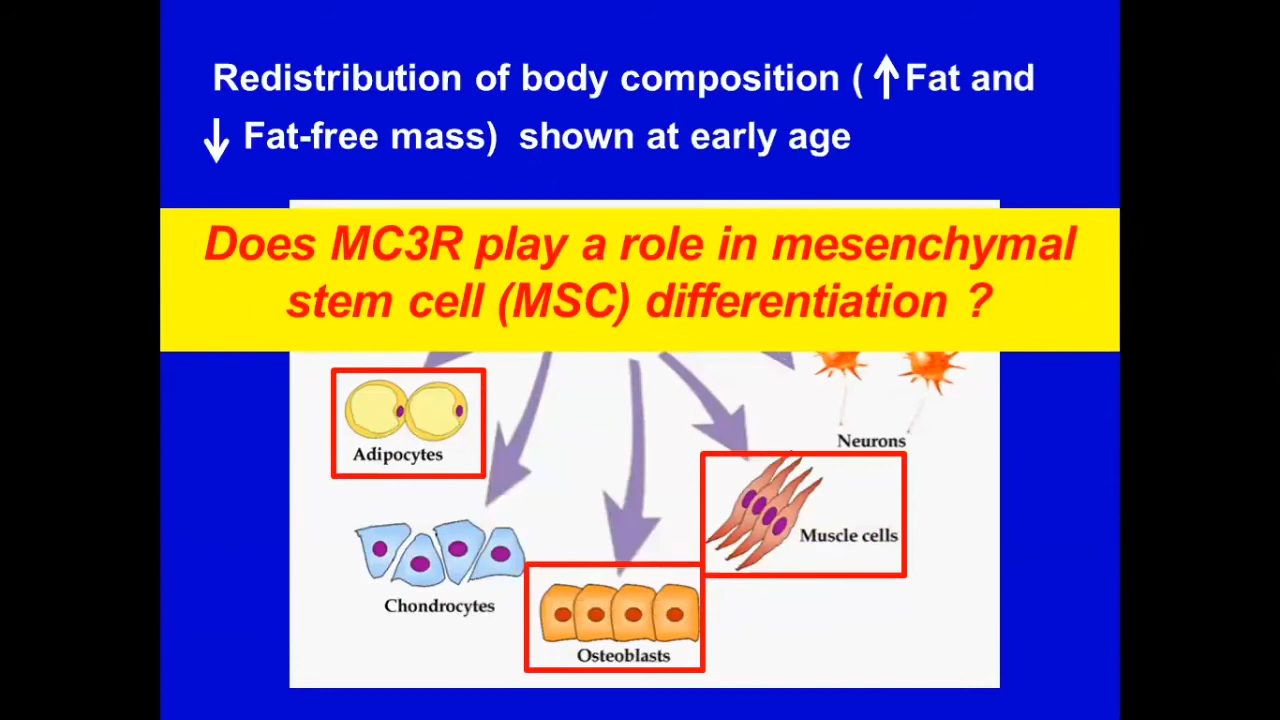 Redistribution of body composition ( ↑ Fat and
↓ Fat-free mass)  shown at early age
Does MC3R play a role in mesenchymal
stem cell (MSC) differentiation ?
Neurons
Adipocytes
Muscle cells
Chondrocytes
Osteoblasts